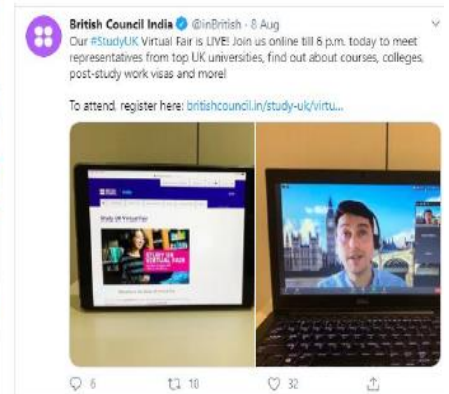 British Council India @inBritish · 8 Aug
Our #StudyUK Virtual Fair is LIVE! Join us online till 6 p.m. today to meet
representatives from top UK universities, find out about courses, colleges,
post-study work visas and more!
To attend, register here: britishcouncil.in/study-uk/virtu...
Study UK Virtual Fair
STUDY UK
VIRTUAL FAIR
DELL
6 18 32